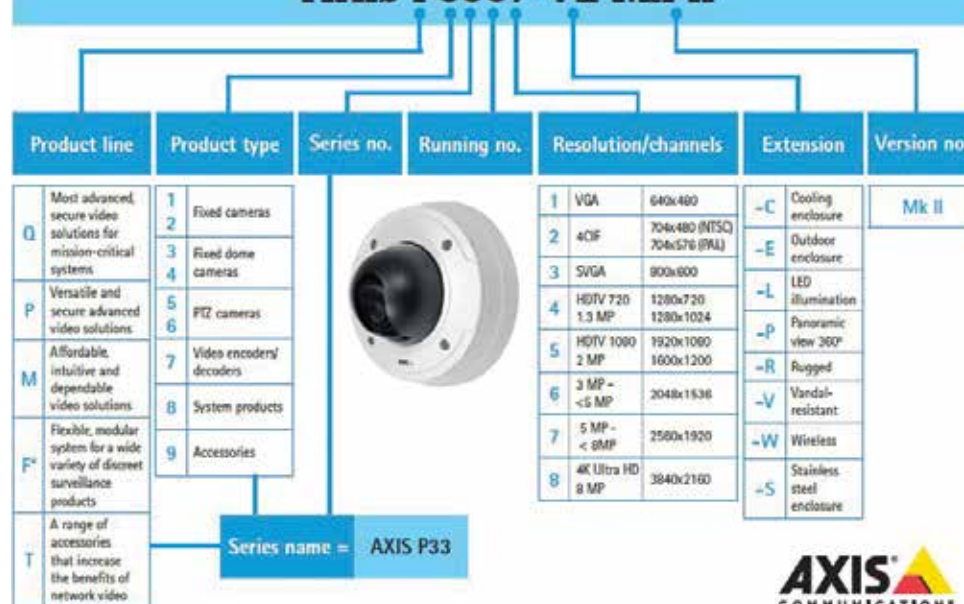 Product line
Product type
Series no.
Running no.
Resolution/channels
Extension
Version no
Q
Most advanced,
secure video
solutions for
mission-critical
systems
P
Versatile and
secure advanced
video solutions
M
Affordable,
intuitive and
dependable
video solutions
F*
Flexible, modular
system for a wide
variety of discreet
surveillance
products
T
A range of
accessories
that increase
the benefits of
network video
1
2
Fixed cameras
3
4
Fixed dome
cameras
5
6
PTZ cameras
7
Video encoders/
decoders
8
System products
9
Accessories
1 VGA 640x480
2 4CIF 704x480 (NTSC)
704x576 (PAL)
3 SVGA 800x600
4 HDTV 720 1280x720
1.3 MP 1280x1024
5 HDTV 1080 1920x1080
2 MP 1600x1200
6 3 MP - 2048x1536
<5 MP
7 5 MP - 2560x1920
< 8MP
8 4K Ultra HD 3840x2160
8 MP
-C Cooling
enclosure
-E Outdoor
enclosure
-L LED
illumination
-P Panoramic
view 360°
-R Rugged
-V Vandal-
resistant
-W Wireless
-S Stainless
steel
enclosure
Mk II
Series name = AXIS P33
AXIS
COMMUNICATIONS